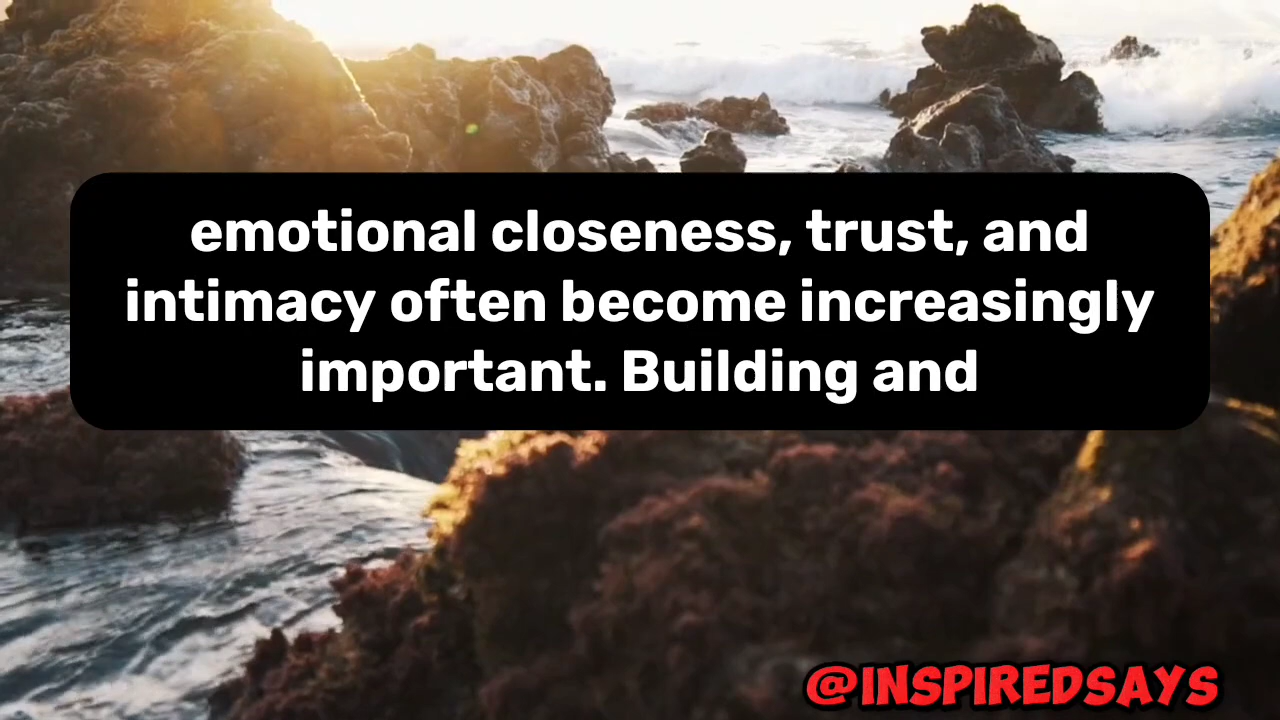 emotional closeness, trust, and
intimacy often become increasingly
important. Building and
@INSPIREDSAYS